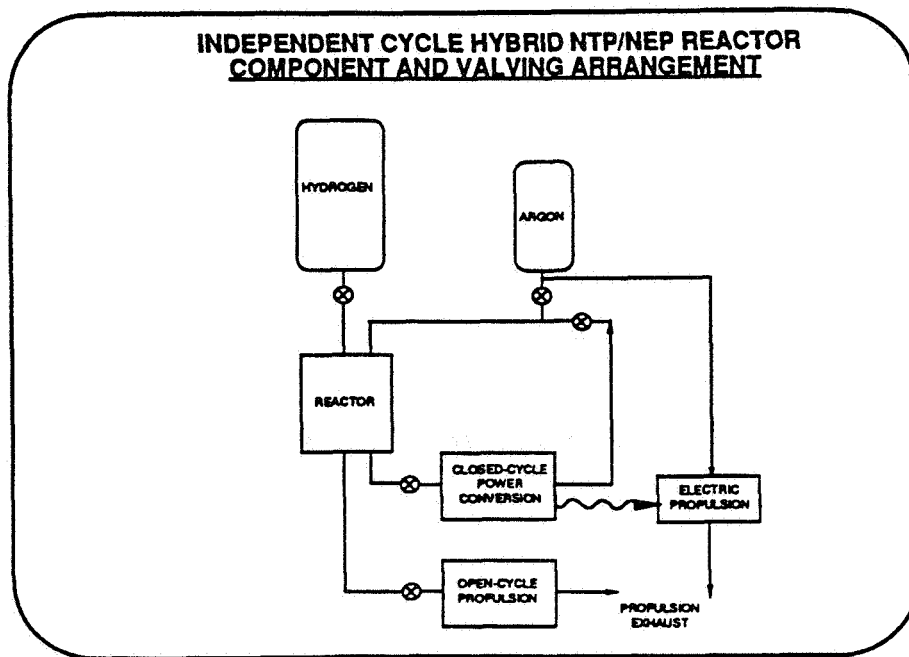 INDEPENDENT CYCLE HYBRID NTP/NEP REACTOR
COMPONENT AND VALVING ARRANGEMENT
HYDROGEN
ARGON
REACTOR
CLOSED-CYCLE
POWER
CONVERSION
ELECTRIC
PROPULSION
OPEN-CYCLE
PROPULSION
PROPULSION
EXHAUST